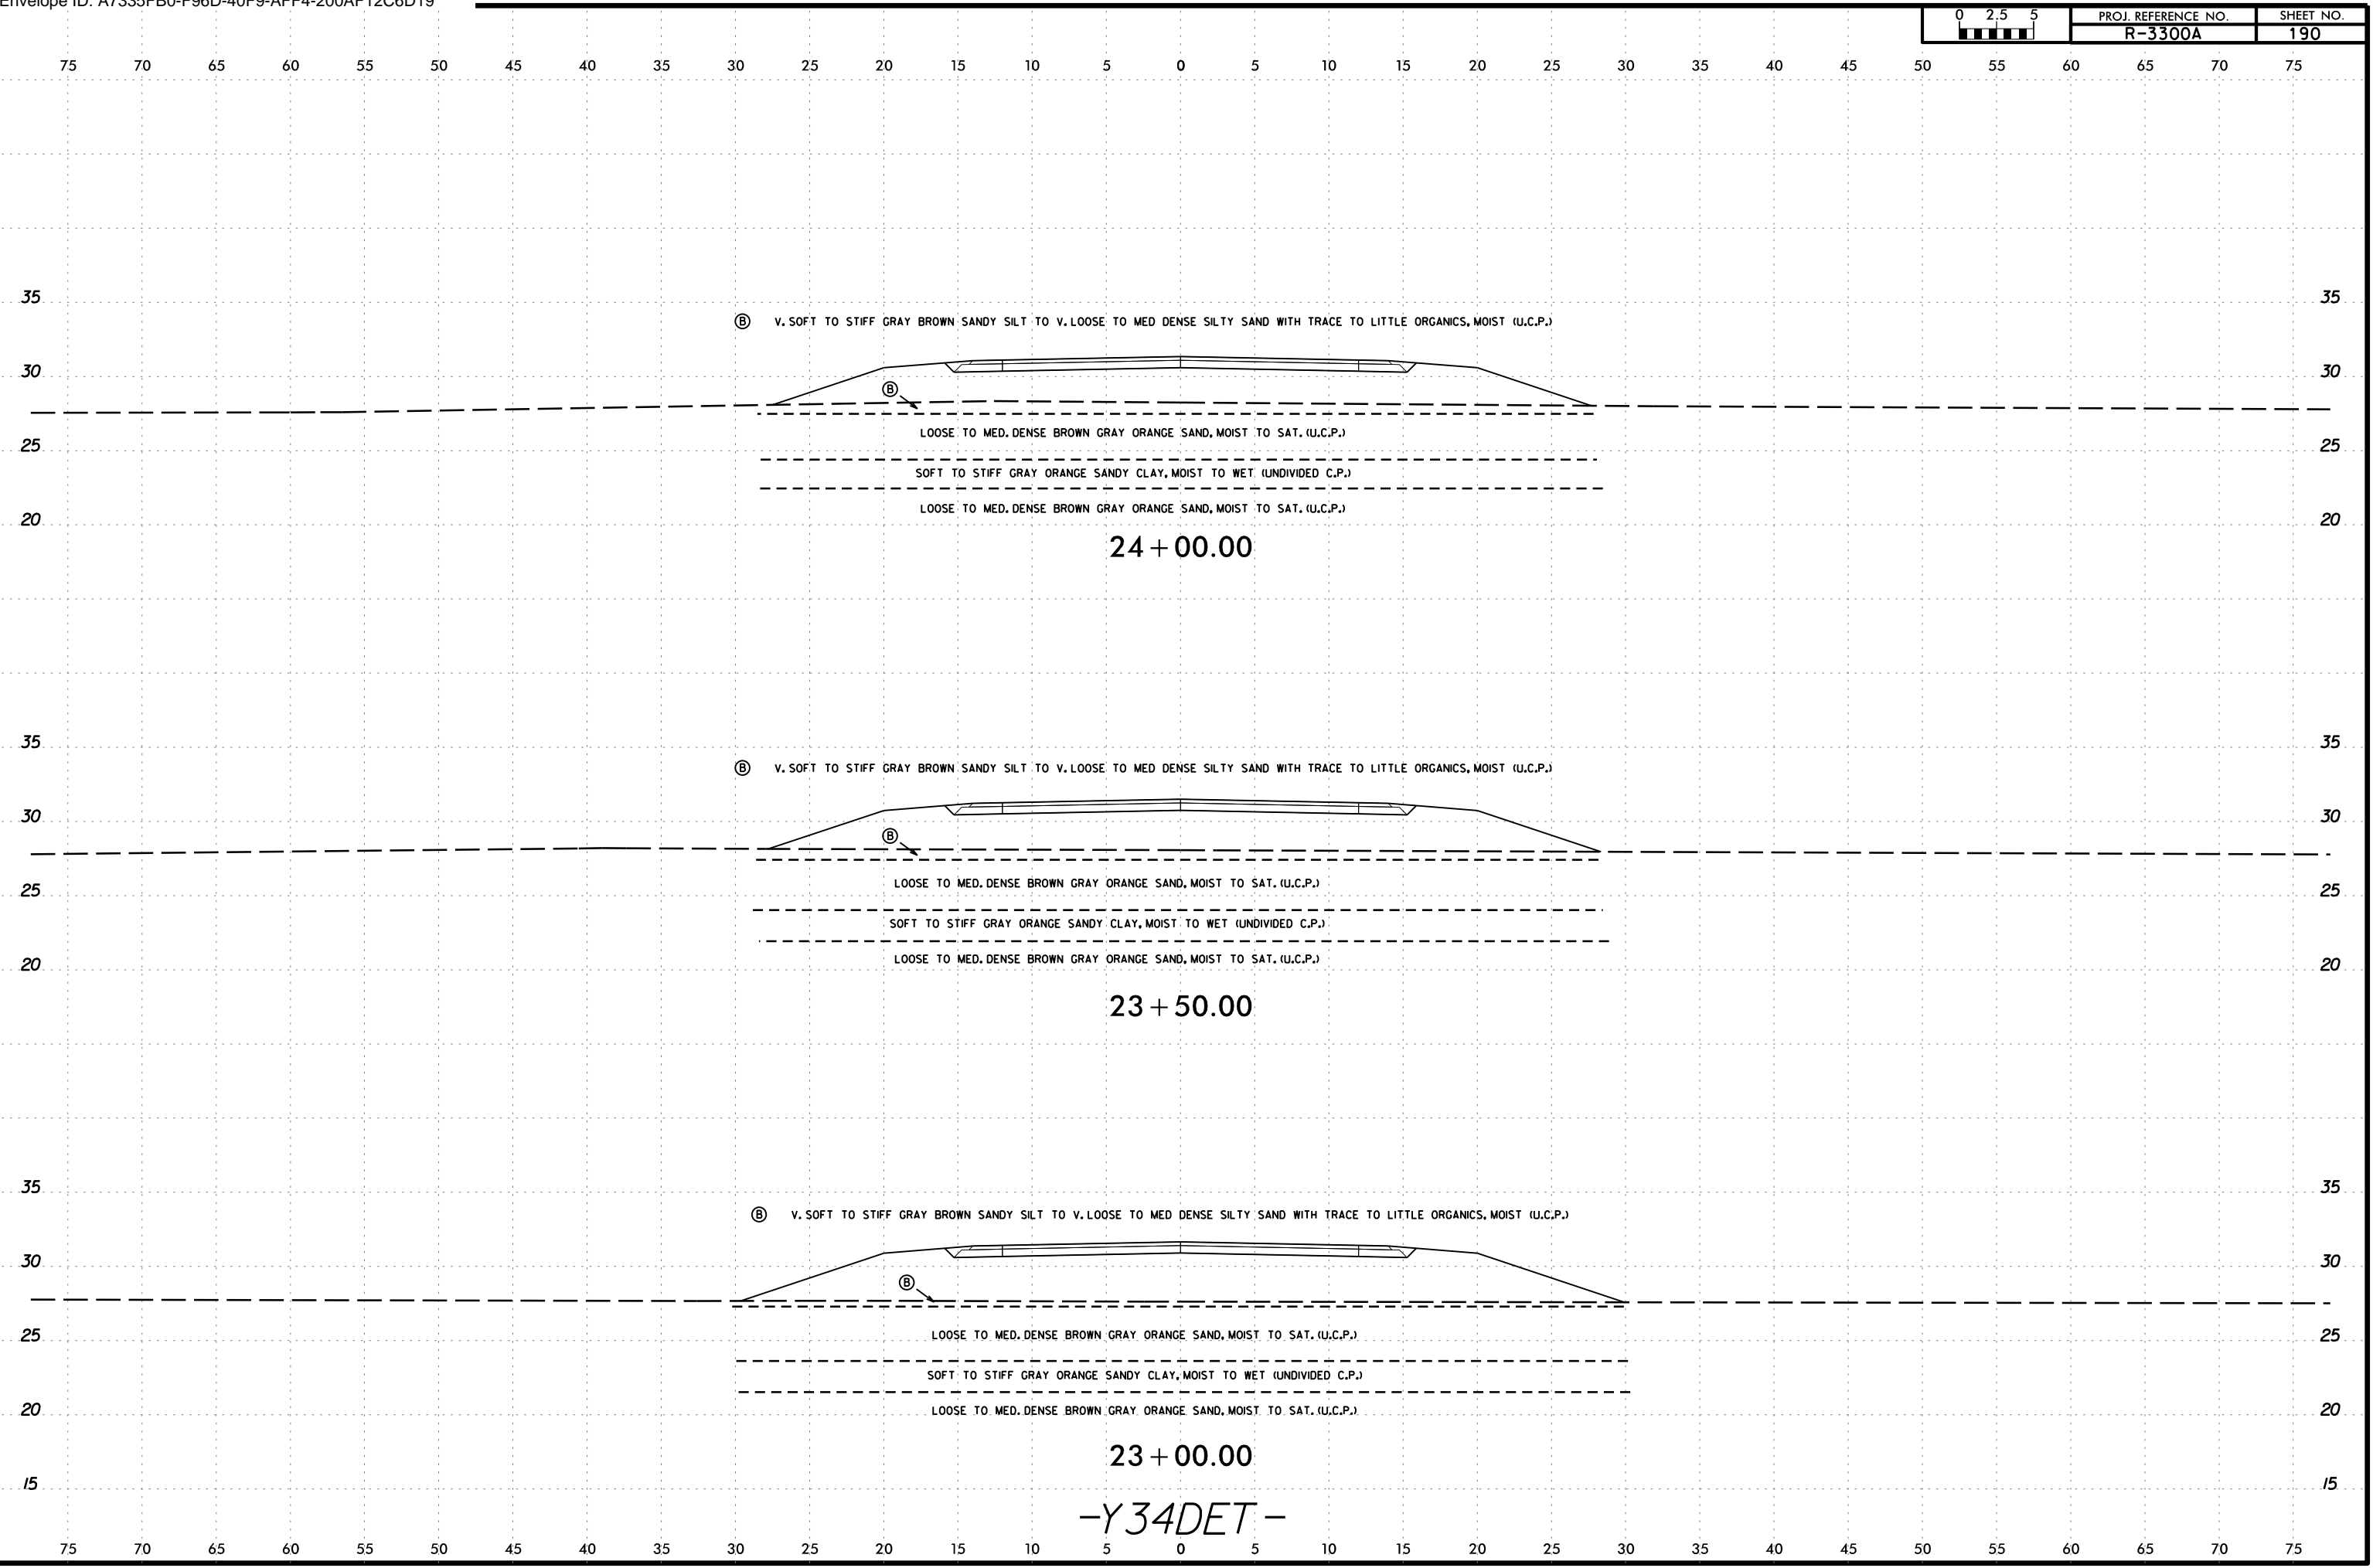 Envelope ID: A7335FB0-F96D-40F9-AFF4-200AF12C6D19
0 2.5 5
PROJ. REFERENCE NO.
SHEET NO.
R-3300A
190
75 70 65 60 55 50 45 40 35 30 25 20 15 10 5 0 5 10 15 20 25 30 35 40 45 50 55 60 65 70 75
35 35
Ⓑ V. SOFT TO STIFF GRAY BROWN SANDY SILT TO V. LOOSE TO MED DENSE SILTY SAND WITH TRACE TO LITTLE ORGANICS, MOIST (U.C.P.)
30 30
Ⓑ
LOOSE TO MED. DENSE BROWN GRAY ORANGE SAND, MOIST TO SAT. (U.C.P.)
25 25
SOFT TO STIFF GRAY ORANGE SANDY CLAY, MOIST TO WET (UNDIVIDED C.P.)
LOOSE TO MED. DENSE BROWN GRAY ORANGE SAND, MOIST TO SAT. (U.C.P.)
20 20
24+00.00
35 35
Ⓑ V. SOFT TO STIFF GRAY BROWN SANDY SILT TO V. LOOSE TO MED DENSE SILTY SAND WITH TRACE TO LITTLE ORGANICS, MOIST (U.C.P.)
30 30
Ⓑ
LOOSE TO MED. DENSE BROWN GRAY ORANGE SAND, MOIST TO SAT. (U.C.P.)
25 25
SOFT TO STIFF GRAY ORANGE SANDY CLAY, MOIST TO WET (UNDIVIDED C.P.)
LOOSE TO MED. DENSE BROWN GRAY ORANGE SAND, MOIST TO SAT. (U.C.P.)
20 20
23+50.00
35 35
Ⓑ V. SOFT TO STIFF GRAY BROWN SANDY SILT TO V. LOOSE TO MED DENSE SILTY SAND WITH TRACE TO LITTLE ORGANICS, MOIST (U.C.P.)
30 30
Ⓑ
LOOSE TO MED. DENSE BROWN GRAY ORANGE SAND, MOIST TO SAT. (U.C.P.)
25 25
SOFT TO STIFF GRAY ORANGE SANDY CLAY, MOIST TO WET (UNDIVIDED C.P.)
LOOSE TO MED. DENSE BROWN GRAY ORANGE SAND, MOIST TO SAT. (U.C.P.)
20 20
23+00.00
15 15
-Y34DET-
75 70 65 60 55 50 45 40 35 30 25 20 15 10 5 0 5 10 15 20 25 30 35 40 45 50 55 60 65 70 75